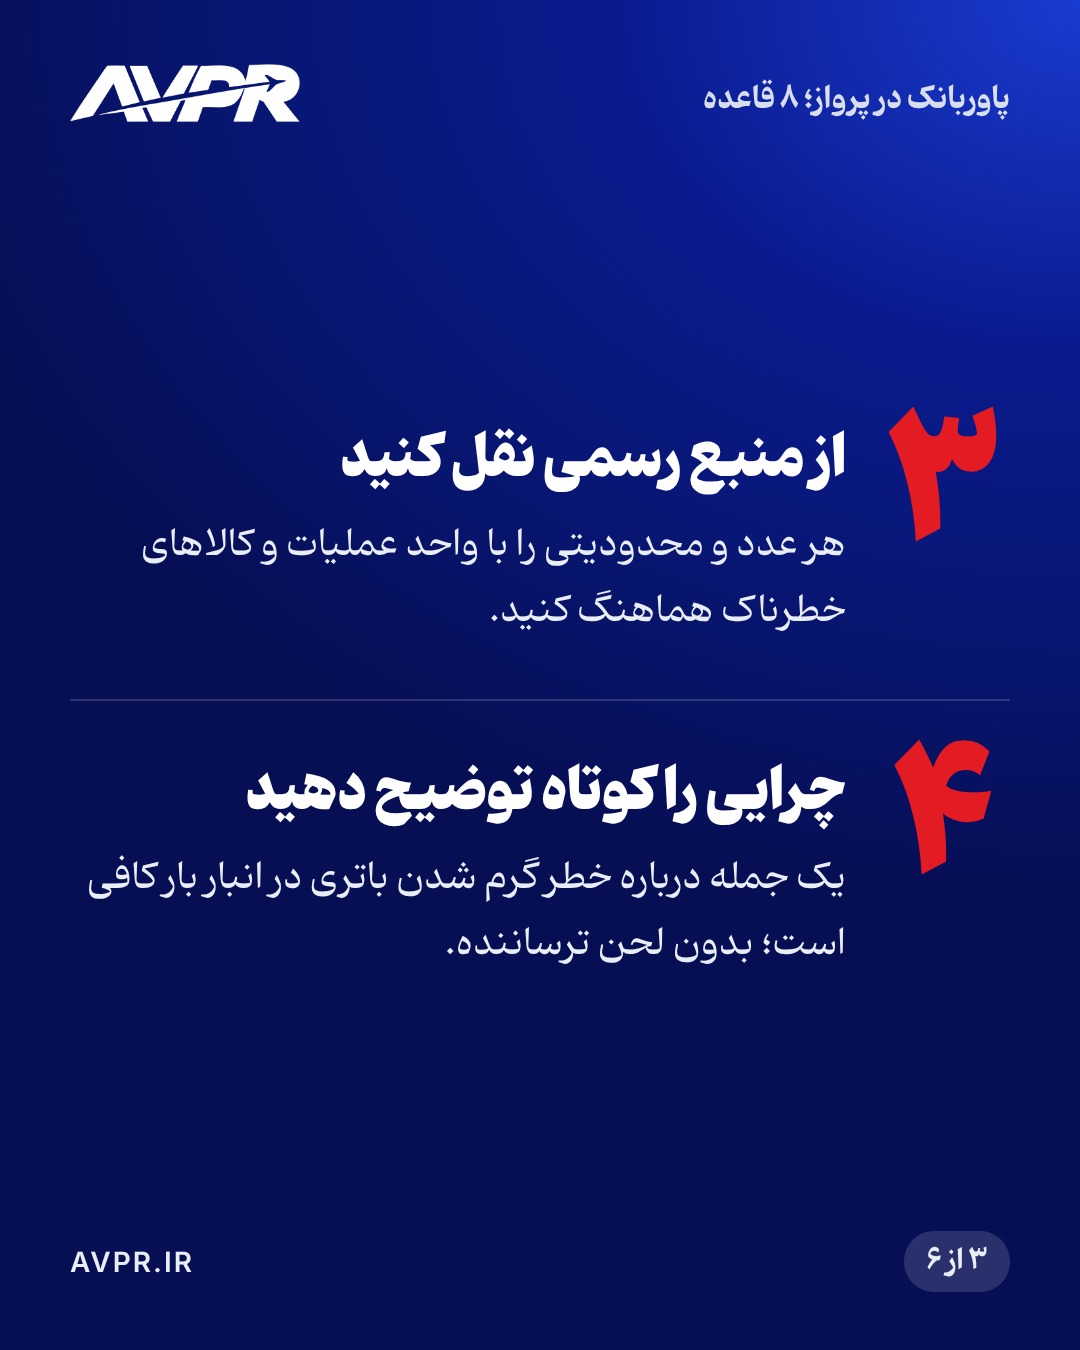 پاوربانک در پرواز؛ ۸ قاعده
AVPR
۳
از منبع رسمی نقل کنید
هر عدد و محدودیتی را با واحد عملیات و کالاهای
خطرناک هماهنگ کنید.
۴
چرایی را کوتاه توضیح دهید
یک جمله درباره خطر گرم شدن باتری در انبار بار کافی
است؛ بدون لحن ترساننده.
۳ از ۶
AVPR.IR